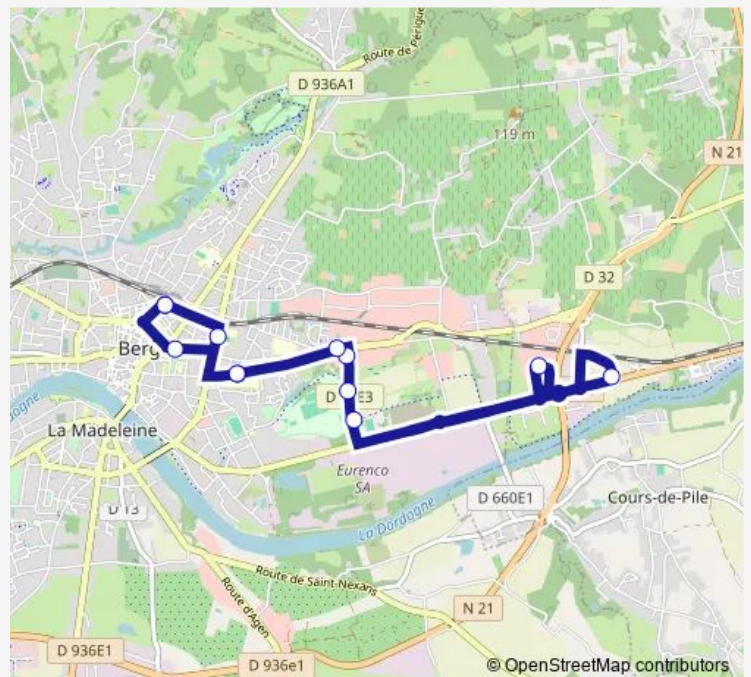 Route de Périgue
D 936A1
119 m
N 21
D 32
Berg
D
E3
La Madeleine
Eurenco
SA
D 660E1
Cours-de-Pile
La Dordogne
D 13
Route de Saint-Nexans
Route d'Agen
N 21
D 936E1
D 936e1
© OpenStreetMap contributors